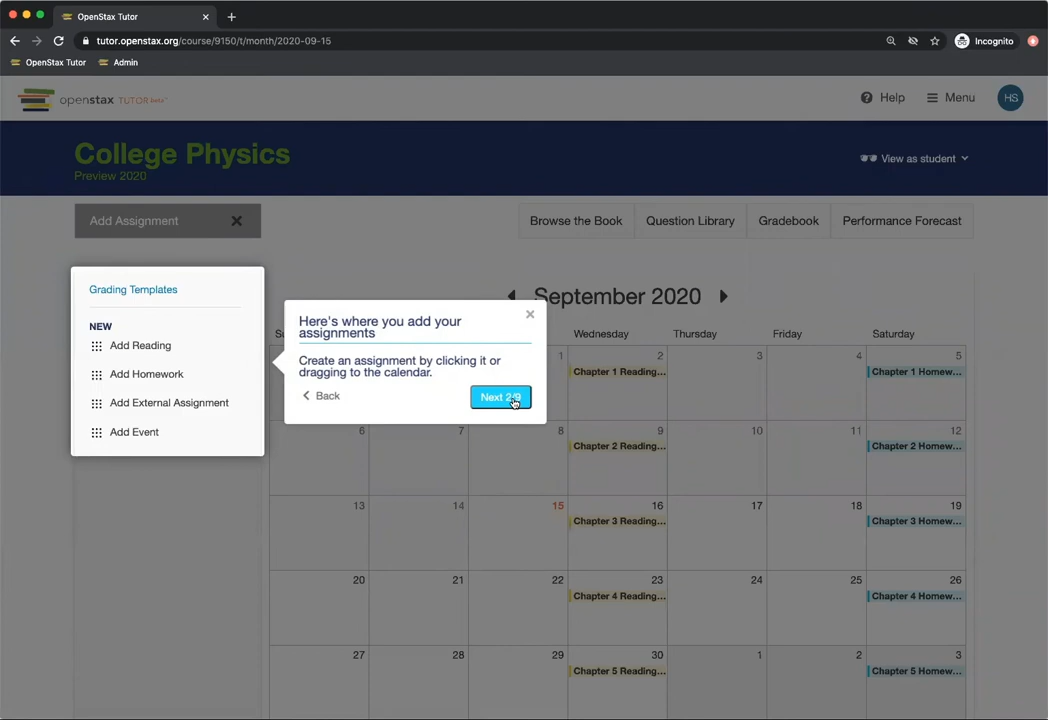 OpenStax Tutor
tutor.openstax.org/course/9150/t/month/2020-09-15
Incognito
OpenStax Tutor
Admin
openstax TUTOR beta
Help
Menu
HS
College Physics
Preview 2020
View as student
Add Assignment
Browse the Book
Question Library
Gradebook
Performance Forecast
Grading Templates
NEW
Add Reading
Add Homework
Add External Assignment
Add Event
Here's where you add your
assignments
Create an assignment by clicking it or
dragging to the calendar.
Back
Next 2/9
September 2020
Su
Wednesday
Thursday
Friday
Saturday
1 2 3 4 5
Chapter 1 Reading...
Chapter 1 Homew...
6 7 8 9 10 11 12
Chapter 2 Reading...
Chapter 2 Homew...
13 14 15 16 17 18 19
Chapter 3 Reading...
Chapter 3 Homew...
20 21 22 23 24 25 26
Chapter 4 Reading...
Chapter 4 Homew...
27 28 29 30 1 2 3
Chapter 5 Reading...
Chapter 5 Homew...